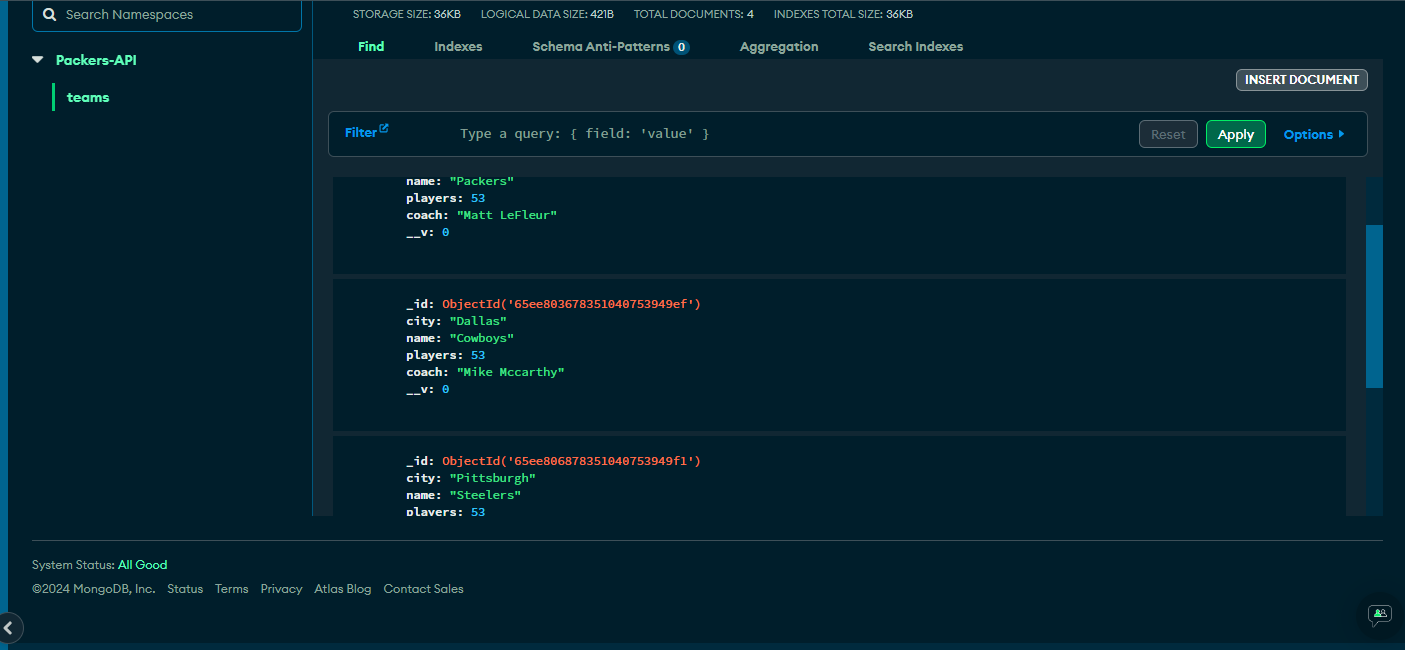 Search Namespaces
Packers-API
teams
STORAGE SIZE: 36KB LOGICAL DATA SIZE: 421B TOTAL DOCUMENTS: 4 INDEXES TOTAL SIZE: 36KB
Find Indexes Schema Anti-Patterns 0 Aggregation Search Indexes
INSERT DOCUMENT
Filter Type a query: { field: 'value' } Reset Apply Options
name: "Packers"
players: 53
coach: "Matt LeFleur"
__v: 0
_id: ObjectId('65ee803678351040753949ef')
city: "Dallas"
name: "Cowboys"
players: 53
coach: "Mike Mccarthy"
__v: 0
_id: ObjectId('65ee806878351040753949f1')
city: "Pittsburgh"
name: "Steelers"
players: 53
System Status: All Good
©2024 MongoDB, Inc. Status Terms Privacy Atlas Blog Contact Sales